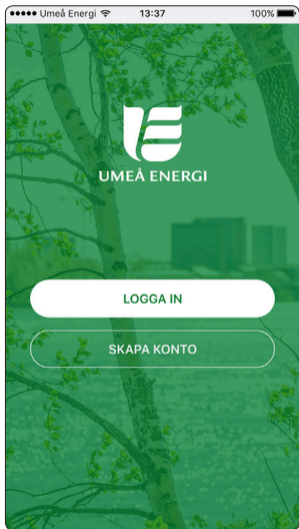 Umeå Energi 13:37 100%
UMEÅ ENERGI
LOGGA IN
SKAPA KONTO